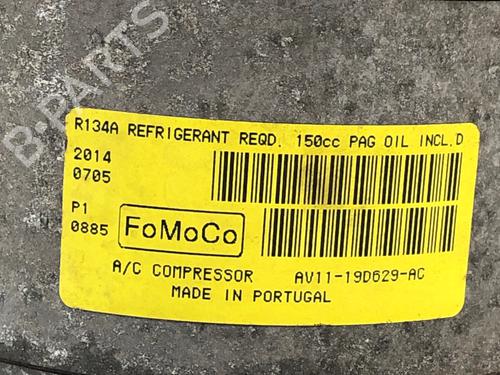 B-PARTS
R134A REFRIGERANT REQD. 150cc PAG OIL INCL.D
2014
0705
P1
0885
FoMoCo
A/C COMPRESSOR AV11-19D629-AC
MADE IN PORTUGAL